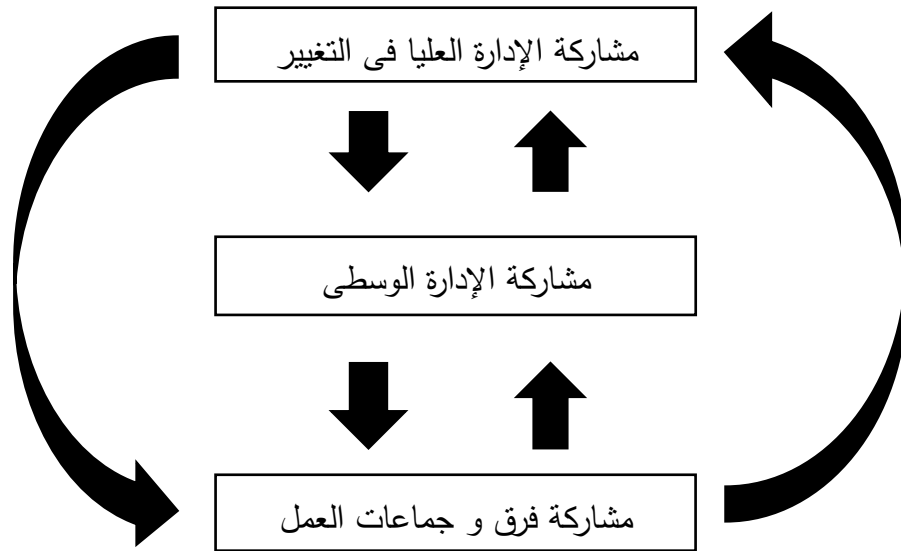 مشاركة الإدارة العليا فى التغيير
مشاركة الإدارة الوسطى
مشاركة فرق و جماعات العمل